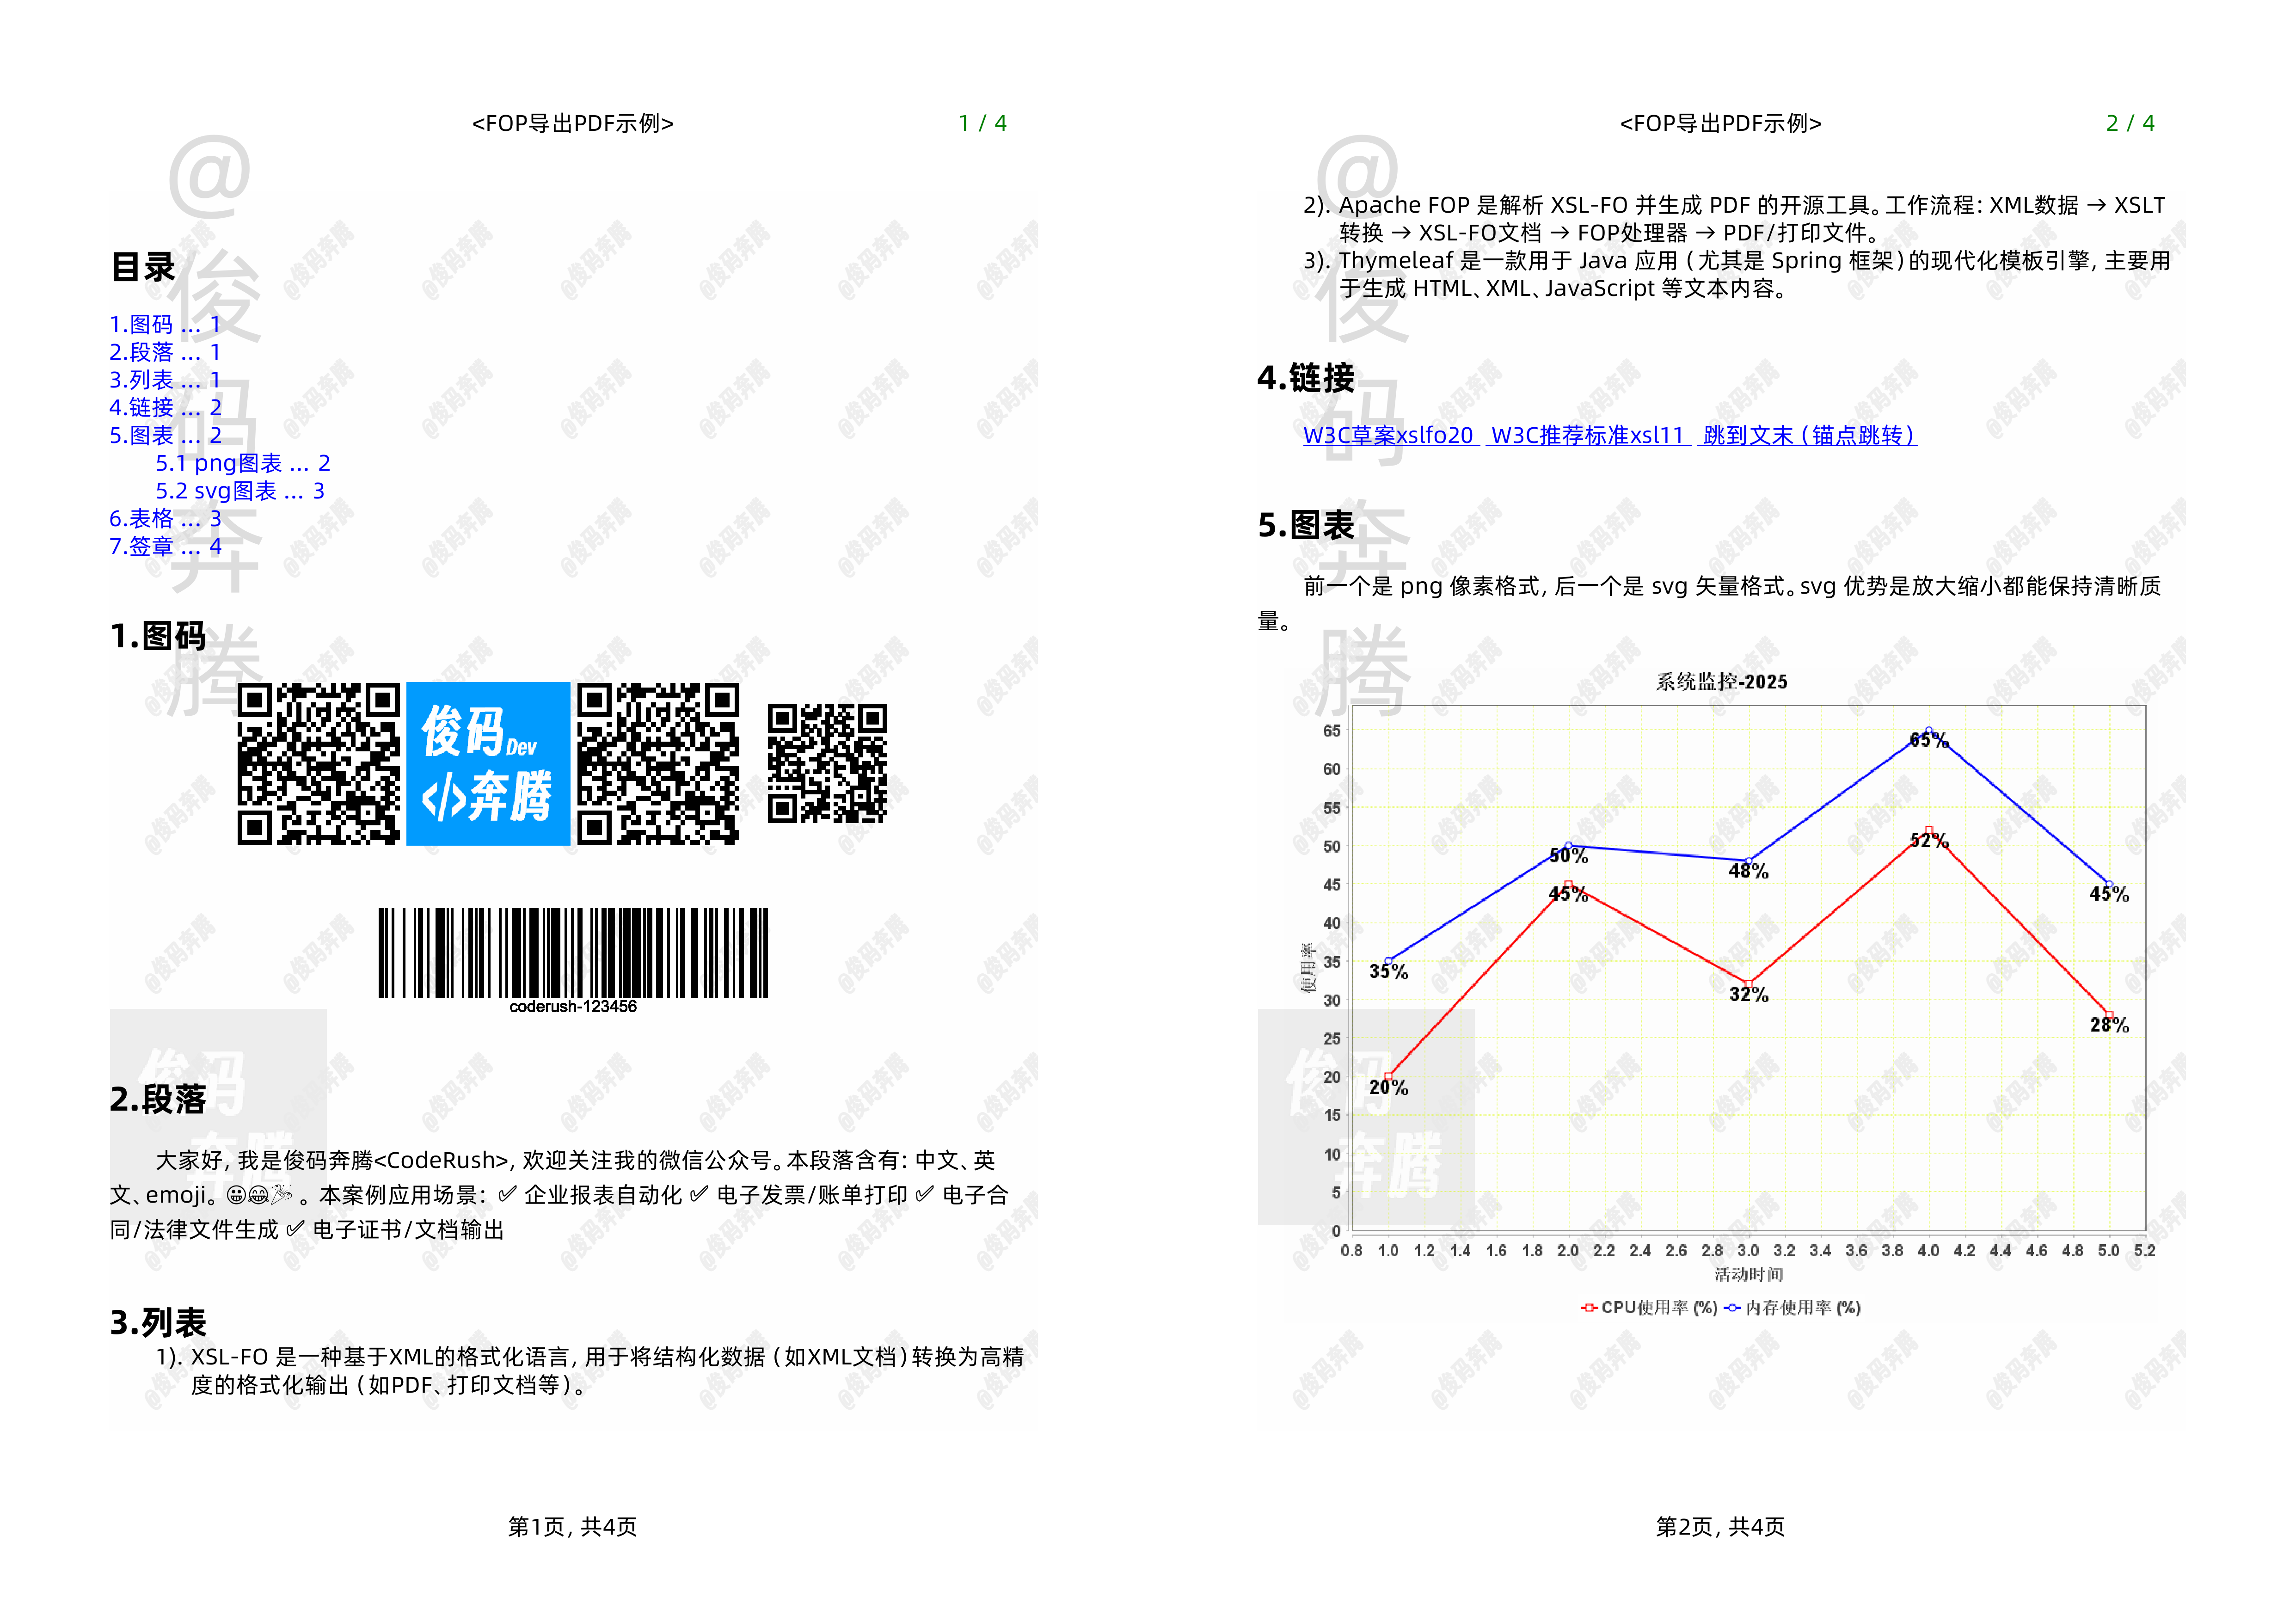 <FOP导出PDF示例>
1 / 4
@俊码奔腾
目录
1.图码 ... 1
2.段落 ... 1
3.列表 ... 1
4.链接 ... 2
5.图表 ... 2
5.1 png图表 ... 2
5.2 svg图表 ... 3
6.表格 ... 3
7.签章 ... 4
1.图码
俊码Dev
</>奔腾
coderush-123456
俊码
奔腾
2.段落
大家好，我是俊码奔腾<CodeRush>，欢迎关注我的微信公众号。本段落含有：中文、英
文、emoji。😀😂🎉。本案例应用场景：✅ 企业报表自动化 ✅ 电子发票/账单打印 ✅ 电子合
同/法律文件生成 ✅ 电子证书/文档输出
3.列表
1). XSL-FO 是一种基于XML的格式化语言，用于将结构化数据（如XML文档）转换为高精
度的格式化输出（如PDF、打印文档等）。
第1页，共4页
<FOP导出PDF示例>
2 / 4
@俊码奔腾
2). Apache FOP 是解析 XSL-FO 并生成 PDF 的开源工具。工作流程：XML数据 → XSLT
转换 → XSL-FO文档 → FOP处理器 → PDF/打印文件。
3). Thymeleaf 是一款用于 Java 应用（尤其是 Spring 框架）的现代化模板引擎，主要用
于生成 HTML、XML、JavaScript 等文本内容。
4.链接
W3C草案xslfo20 W3C推荐标准xsl11 跳到文末（锚点跳转）
5.图表
前一个是 png 像素格式，后一个是 svg 矢量格式。svg 优势是放大缩小都能保持清晰质
量。
系统监控-2025
65
60
55
50
45
40
35
30
25
20
15
10
5
0
使用率
35%
50%
48%
65%
45%
20%
45%
32%
52%
28%
俊码
奔腾
0.8 1.0 1.2 1.4 1.6 1.8 2.0 2.2 2.4 2.6 2.8 3.0 3.2 3.4 3.6 3.8 4.0 4.2 4.4 4.6 4.8 5.0 5.2
活动时间
CPU使用率 (%) 内存使用率 (%)
第2页，共4页